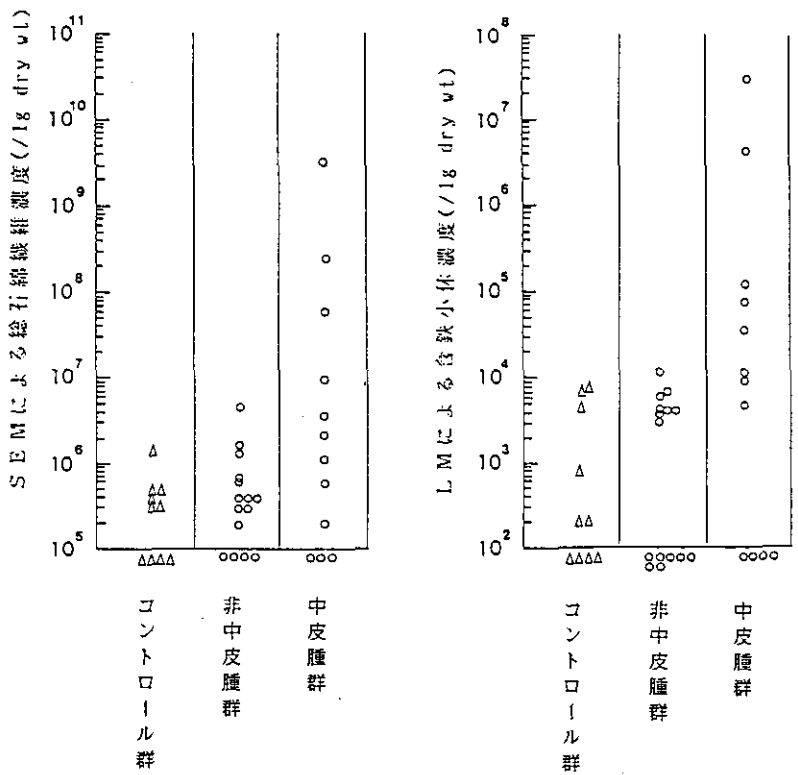 SEMによる総石綿繊維濃度(/1g dry wt)
10^11
10^10
10^9
10^8
10^7
10^6
10^5
コントロール群
非中皮腫群
中皮腫群
LMによる含鉄小体濃度(/1g dry wt)
10^8
10^7
10^6
10^5
10^4
10^3
10^2
コントロール群
非中皮腫群
中皮腫群